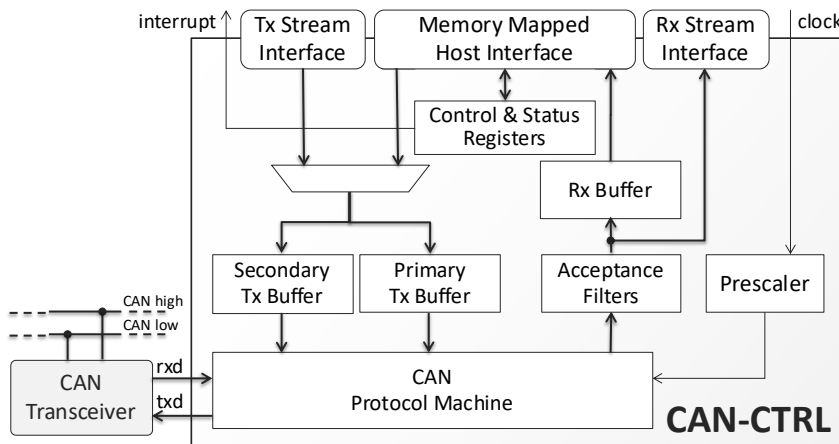 interrupt
Tx Stream
Interface
Memory Mapped
Host Interface
Rx Stream
Interface
clock
Control & Status
Registers
Rx Buffer
Secondary
Tx Buffer
Primary
Tx Buffer
Acceptance
Filters
Prescaler
CAN high
CAN low
rxd
txd
CAN
Transceiver
CAN
Protocol Machine
CAN-CTRL